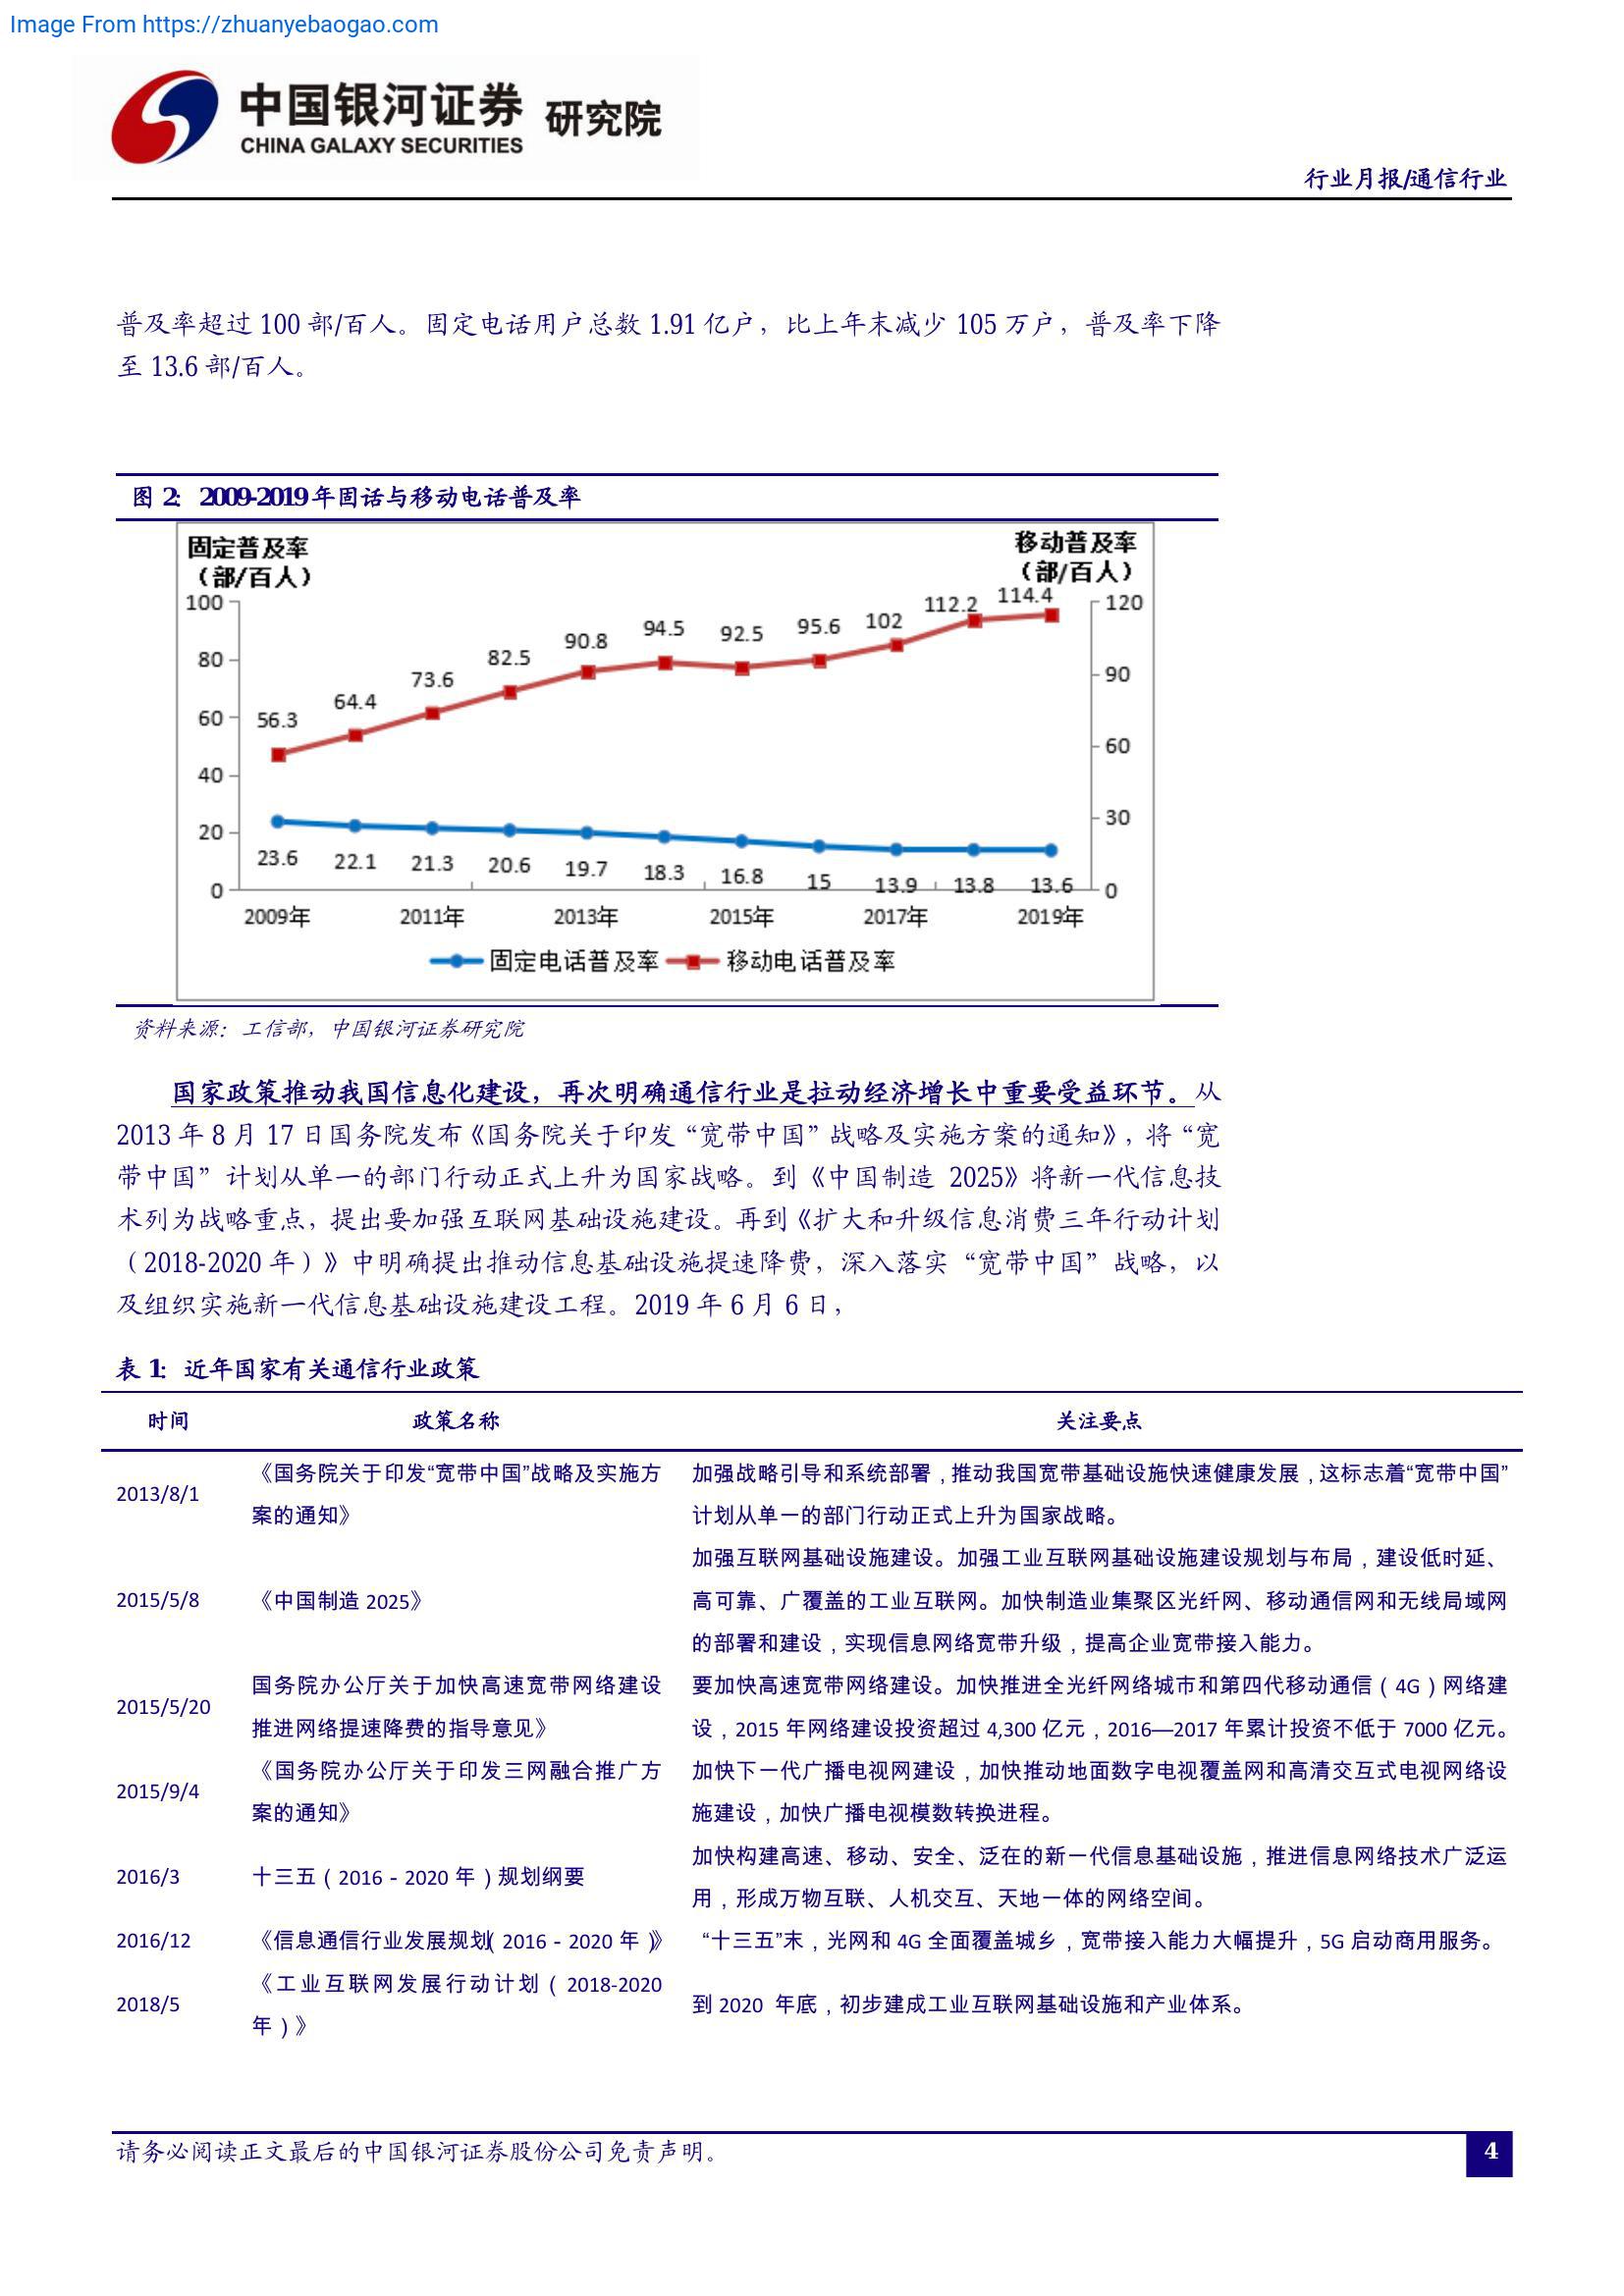 Image From https://zhuanyebaogao.com
中国银河证券 研究院
CHINA GALAXY SECURITIES
行业月报/通信行业
普及率超过 100 部/百人。固定电话用户总数 1.91 亿户，比上年末减少 105 万户，普及率下降
至 13.6 部/百人。
图 2: 2009-2019年固话与移动电话普及率
固定普及率
（部/百人）
移动普及率
（部/百人）
100 80 60 40 20 0
120 90 60 30 0
56.3 64.4 73.6 82.5 90.8 94.5 92.5 95.6 102 112.2 114.4
23.6 22.1 21.3 20.6 19.7 18.3 16.8 15 13.9 13.8 13.6
2009年 2011年 2013年 2015年 2017年 2019年
固定电话普及率 移动电话普及率
资料来源：工信部，中国银河证券研究院
国家政策推动我国信息化建设，再次明确通信行业是拉动经济增长中重要受益环节。从
2013 年 8 月 17 日国务院发布《国务院关于印发“宽带中国”战略及实施方案的通知》，将“宽
带中国”计划从单一的部门行动正式上升为国家战略。到《中国制造 2025》将新一代信息技
术列为战略重点，提出要加强互联网基础设施建设。再到《扩大和升级信息消费三年行动计划
（2018-2020 年）》中明确提出推动信息基础设施提速降费，深入落实“宽带中国”战略，以
及组织实施新一代信息基础设施建设工程。2019 年 6 月 6 日，
表 1: 近年国家有关通信行业政策
时间 政策名称 关注要点
2013/8/1
《国务院关于印发“宽带中国”战略及实施方
案的通知》
加强战略引导和系统部署，推动我国宽带基础设施快速健康发展，这标志着“宽带中国”
计划从单一的部门行动正式上升为国家战略。
2015/5/8
《中国制造 2025》
加强互联网基础设施建设。加强工业互联网基础设施建设规划与布局，建设低时延、
高可靠、广覆盖的工业互联网。加快制造业集聚区光纤网、移动通信网和无线局域网
的部署和建设，实现信息网络宽带升级，提高企业宽带接入能力。
2015/5/20
国务院办公厅关于加快高速宽带网络建设
推进网络提速降费的指导意见》
要加快高速宽带网络建设。加快推进全光纤网络城市和第四代移动通信（4G）网络建
设，2015 年网络建设投资超过 4,300 亿元，2016—2017 年累计投资不低于 7000 亿元。
2015/9/4
《国务院办公厅关于印发三网融合推广方
案的通知》
加快下一代广播电视网建设，加快推动地面数字电视覆盖网和高清交互式电视网络设
施建设，加快广播电视模数转换进程。
2016/3
十三五（2016－2020 年）规划纲要
加快构建高速、移动、安全、泛在的新一代信息基础设施，推进信息网络技术广泛运
用，形成万物互联、人机交互、天地一体的网络空间。
2016/12
《信息通信行业发展规划（2016－2020 年）》
“十三五”末，光网和 4G 全面覆盖城乡，宽带接入能力大幅提升，5G 启动商用服务。
2018/5
《工业互联网发展行动计划（2018-2020
年）》
到 2020 年底，初步建成工业互联网基础设施和产业体系。
请务必阅读正文最后的中国银河证券股份公司免责声明。
4